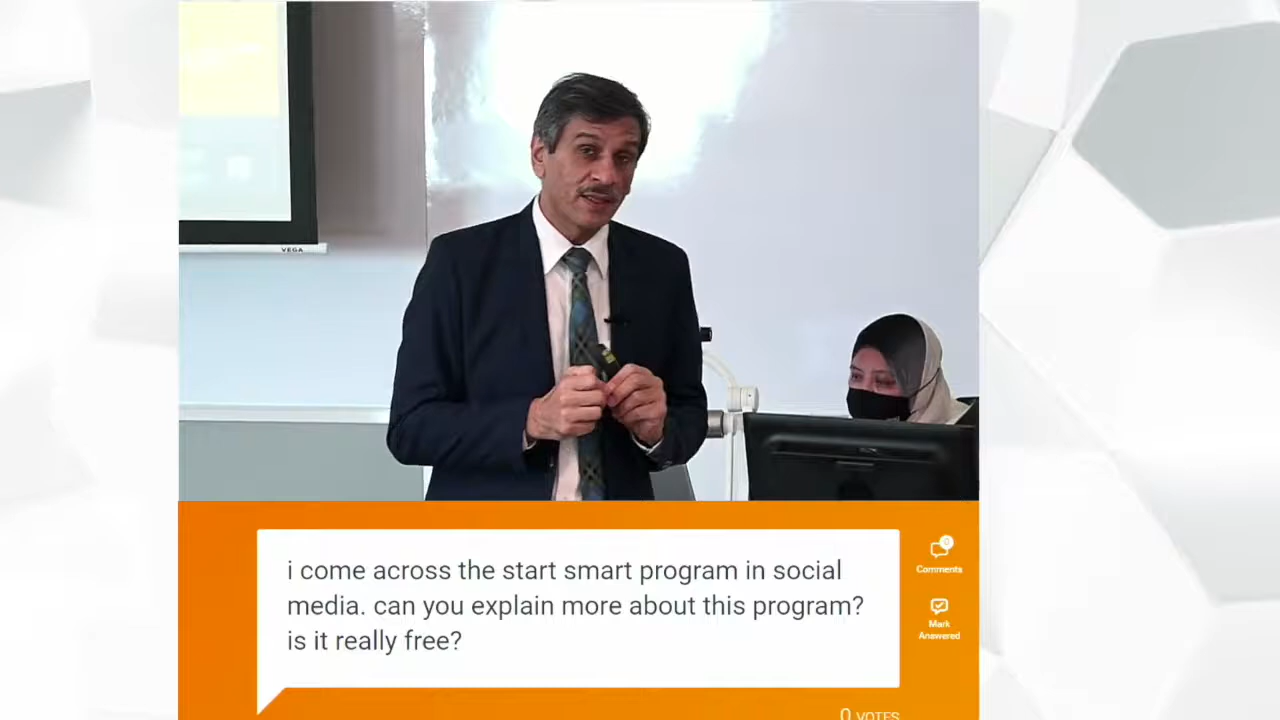 VEGA
i come across the start smart program in social
media. can you explain more about this program?
is it really free?
0
Comments
Mark
Answered
0 VOTES